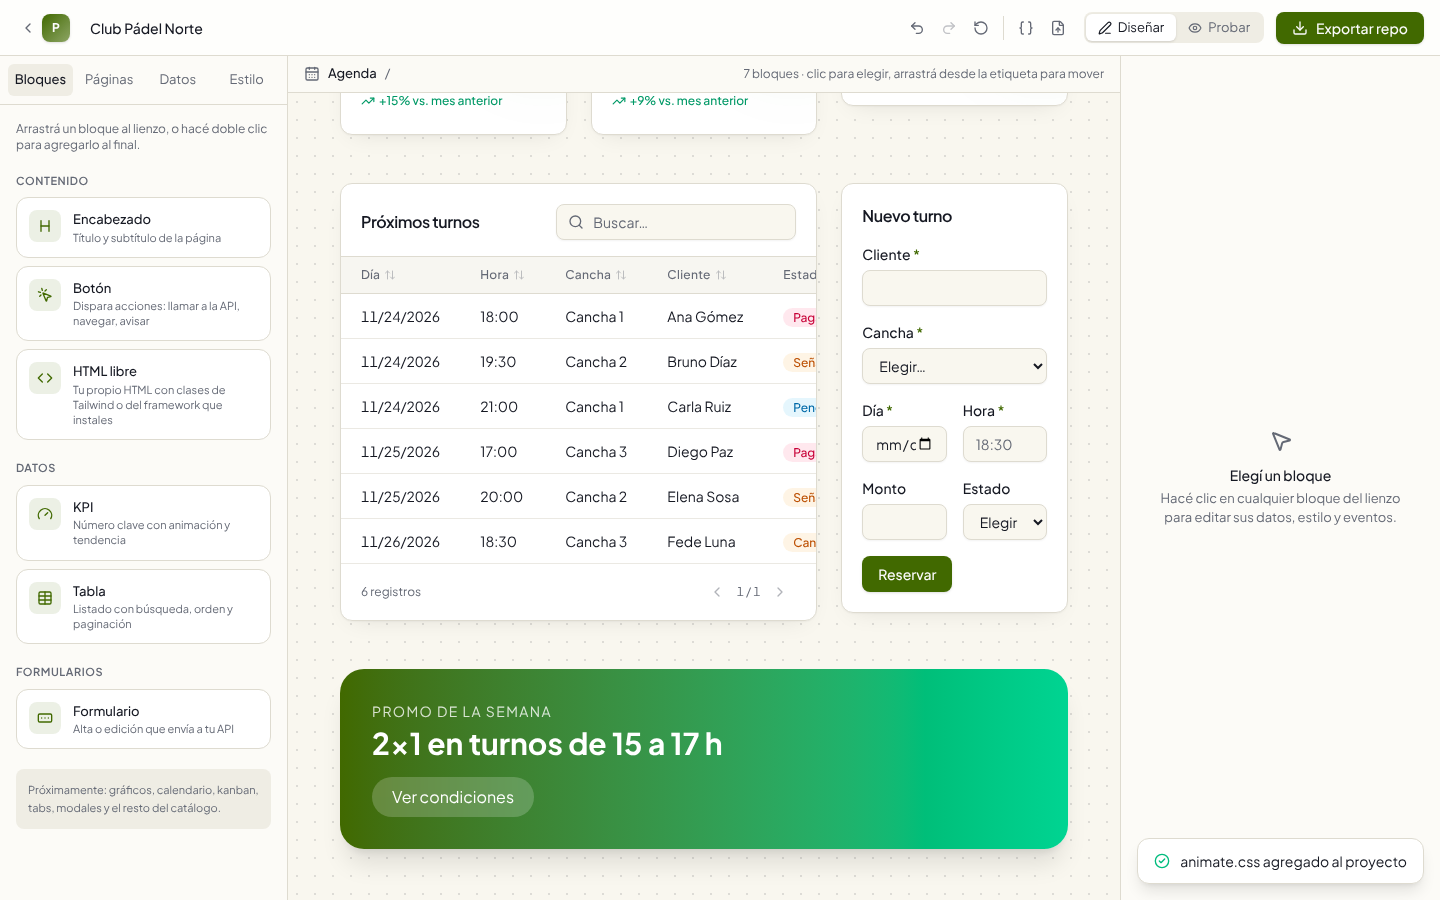 P Club Pádel Norte
Diseñar
Probar
Exportar repo
Bloques Páginas Datos Estilo
Arrastrá un bloque al lienzo, o hacé doble clic
para agregarlo al final.
CONTENIDO
Encabezado
Título y subtítulo de la página
Botón
Dispara acciones: llamar a la API,
navegar, avisar
HTML libre
Tu propio HTML con clases de
Tailwind o del framework que
instales
DATOS
KPI
Número clave con animación y
tendencia
Tabla
Listado con búsqueda, orden y
paginación
FORMULARIOS
Formulario
Alta o edición que envía a tu API
Próximamente: gráficos, calendario, kanban,
tabs, modales y el resto del catálogo.
Agenda /
7 bloques · clic para elegir, arrastrá desde la etiqueta para mover
+15% vs. mes anterior
+9% vs. mes anterior
Próximos turnos
Buscar...
Día Hora Cancha Cliente Estad
11/24/2026 18:00 Cancha 1 Ana Gómez Pag
11/24/2026 19:30 Cancha 2 Bruno Díaz Señ
11/24/2026 21:00 Cancha 1 Carla Ruiz Pen
11/25/2026 17:00 Cancha 3 Diego Paz Pag
11/25/2026 20:00 Cancha 2 Elena Sosa Señ
11/26/2026 18:30 Cancha 3 Fede Luna Can
6 registros
1 / 1
Nuevo turno
Cliente *
Cancha *
Elegir...
Día * Hora *
mm/d 18:30
Monto Estado
Elegir
Reservar
PROMO DE LA SEMANA
2×1 en turnos de 15 a 17 h
Ver condiciones
Elegí un bloque
Hacé clic en cualquier bloque del lienzo
para editar sus datos, estilo y eventos.
animate.css agregado al proyecto